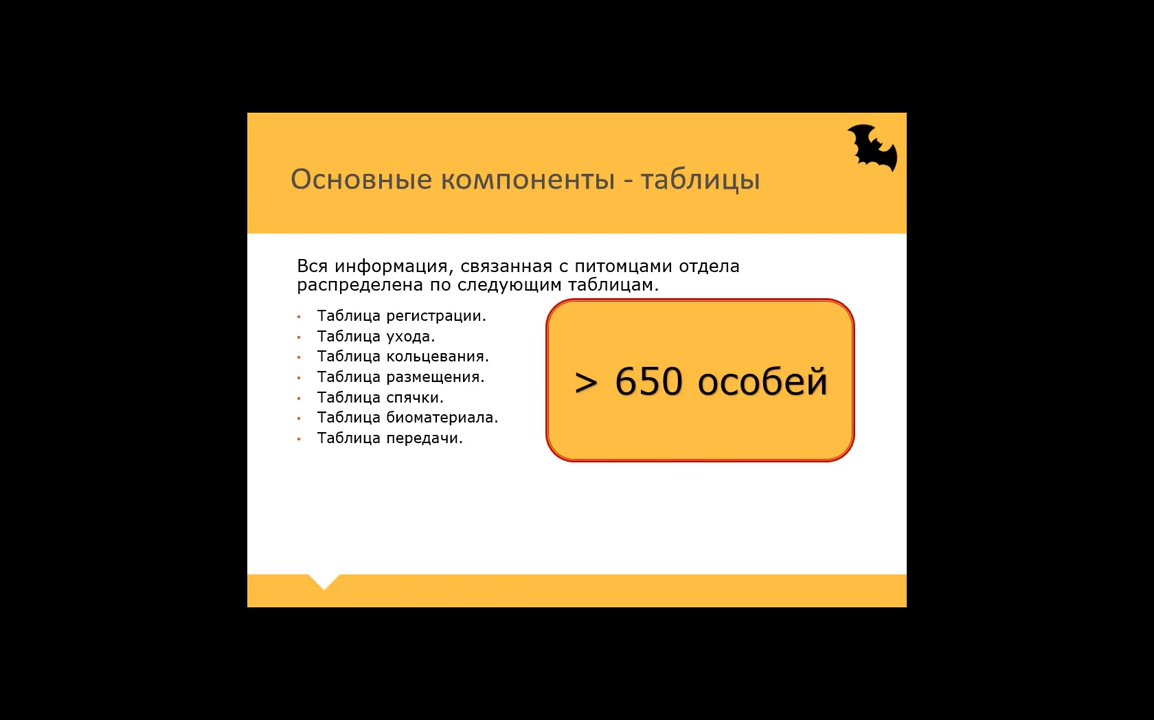 Основные компоненты - таблицы
Вся информация, связанная с питомцами отдела
распределена по следующим таблицам.
• Таблица регистрации.
• Таблица ухода.
• Таблица кольцевания.
• Таблица размещения.
• Таблица спячки.
• Таблица биоматериала.
• Таблица передачи.
> 650 особей